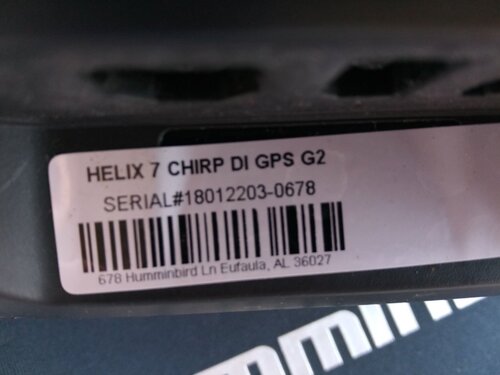 HELIX 7 CHIRP DI GPS G2
SERIAL#18012203-0678
678 Humminbird Ln Eufaula, AL 36027